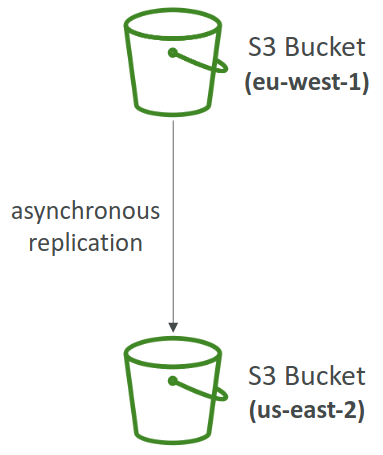 S3 Bucket
(eu-west-1)
asynchronous
replication
S3 Bucket
(us-east-2)